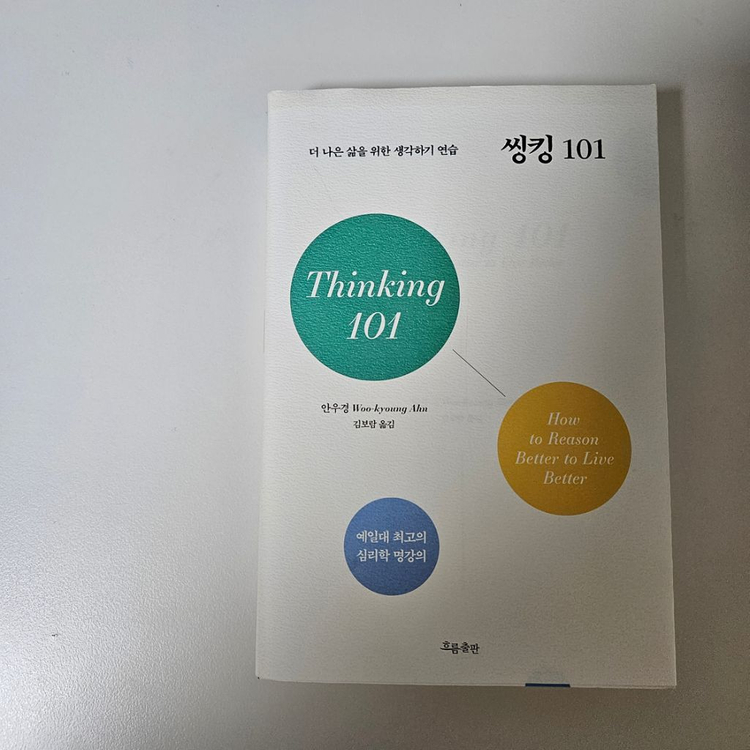 더 나은 삶을 위한 생각하기 연습
씽킹 101
Thinking
101
안우경 Woo-kyoung Ahn
김보람 옮김
How
to Reason
Better to Live
Better
예일대 최고의
심리학 명강의
흐름출판